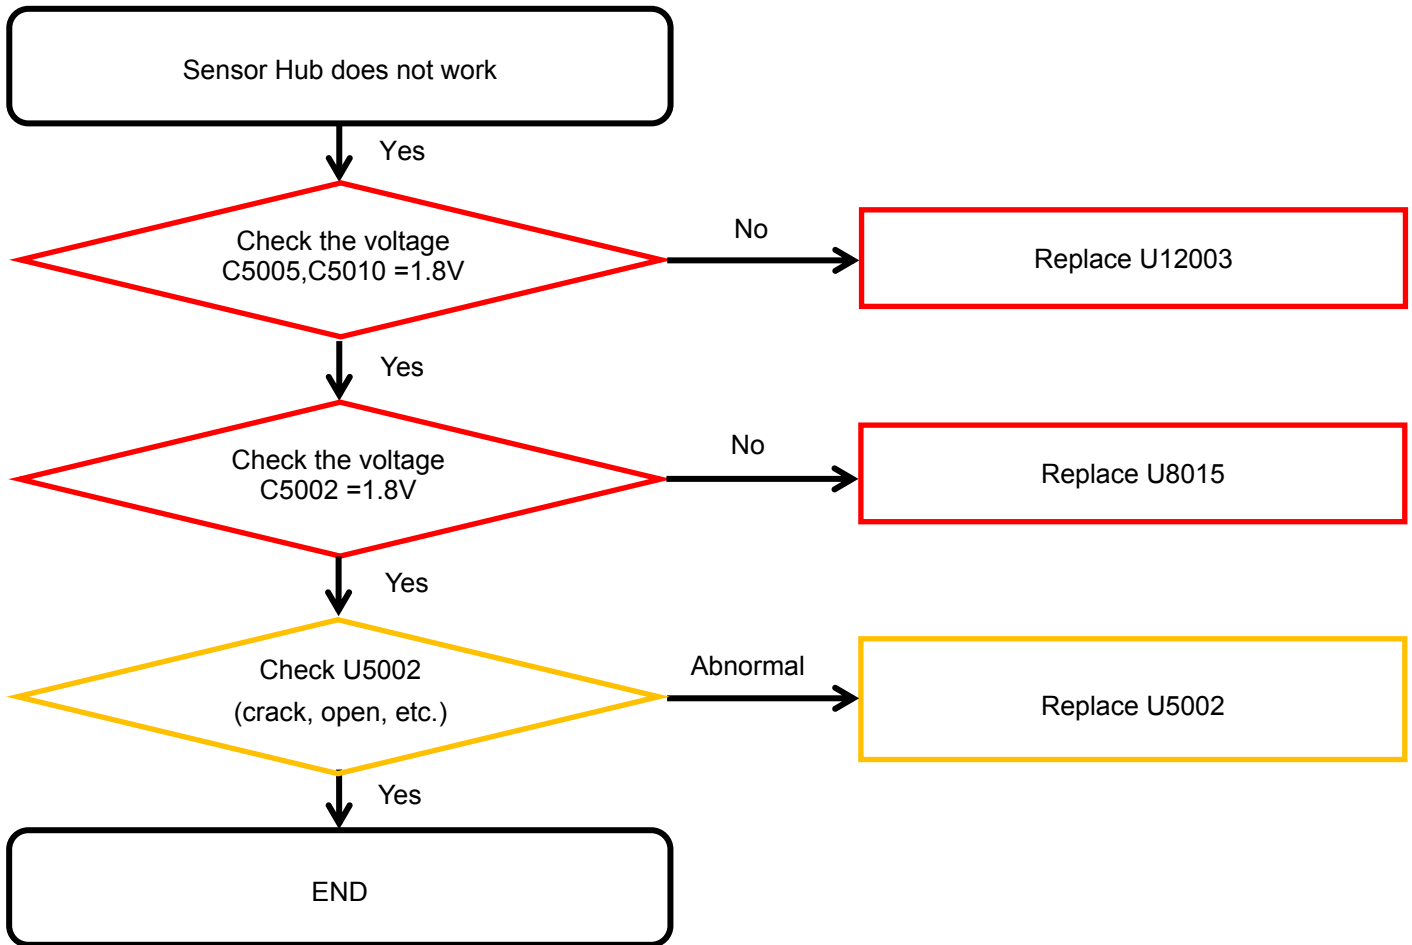 Sensor Hub does not work
Yes
Check the voltage
C5005,C5010 =1.8V
No
Replace U12003
Yes
Check the voltage
C5002 =1.8V
No
Replace U8015
Yes
Check U5002
(crack, open, etc.)
Abnormal
Replace U5002
Yes
END